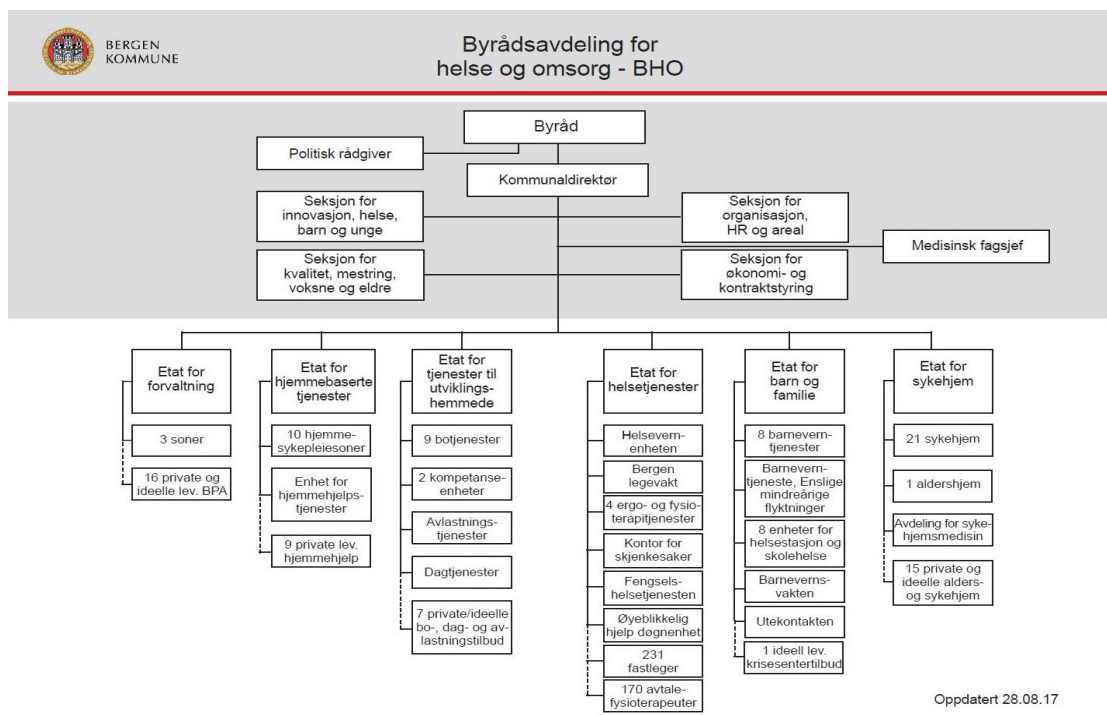 BERGEN
KOMMUNE
Byrådsavdeling for
helse og omsorg - BHO
Byråd
Politisk rådgiver
Kommunaldirektør
Seksjon for
innovasjon, helse,
barn og unge
Seksjon for
organisasjon,
HR og areal
Medisinsk fagsjef
Seksjon for
kvalitet, mestring,
voksne og eldre
Seksjon for
økonomi- og
kontraktstyring
Etat for
forvaltning
3 soner
16 private og
ideelle lev. BPA
Etat for
hjemmebaserte
tjenester
10 hjemme-
sykepleiesoner
Enhet for
hjemmehjelps-
tjenester
9 private lev.
hjemmehjelp
Etat for
tjenester til
utviklings-
hemmede
9 botjenester
2 kompetanse-
enheter
Avlastnings-
tjenester
Dagtjenester
7 private/ideelle
bo-, dag- og av-
lastningstilbud
Etat for
helsetjenester
Helsevern-
enheten
Bergen
legevakt
4 ergo- og fysio-
terapitjenester
Kontor for
skjenkesaker
Fengsels-
helsetjenesten
Øyeblikkelig
hjelp døgnenhet
231
fastleger
170 avtale-
fysioterapeuter
Etat for
barn og
familie
8 barnevern-
tjenester
Barnevern-
tjeneste, Enslige
mindreårige
flyktninger
8 enheter for
helsestasjon og
skolehelse
Barneverns-
vakten
Utekontakten
1 ideell lev.
krisesentertilbud
Etat for
sykehjem
21 sykehjem
1 aldershjem
Avdeling for syke-
hjemsmedisin
15 private og
ideelle alders-
og sykehjem
Oppdatert 28.08.17